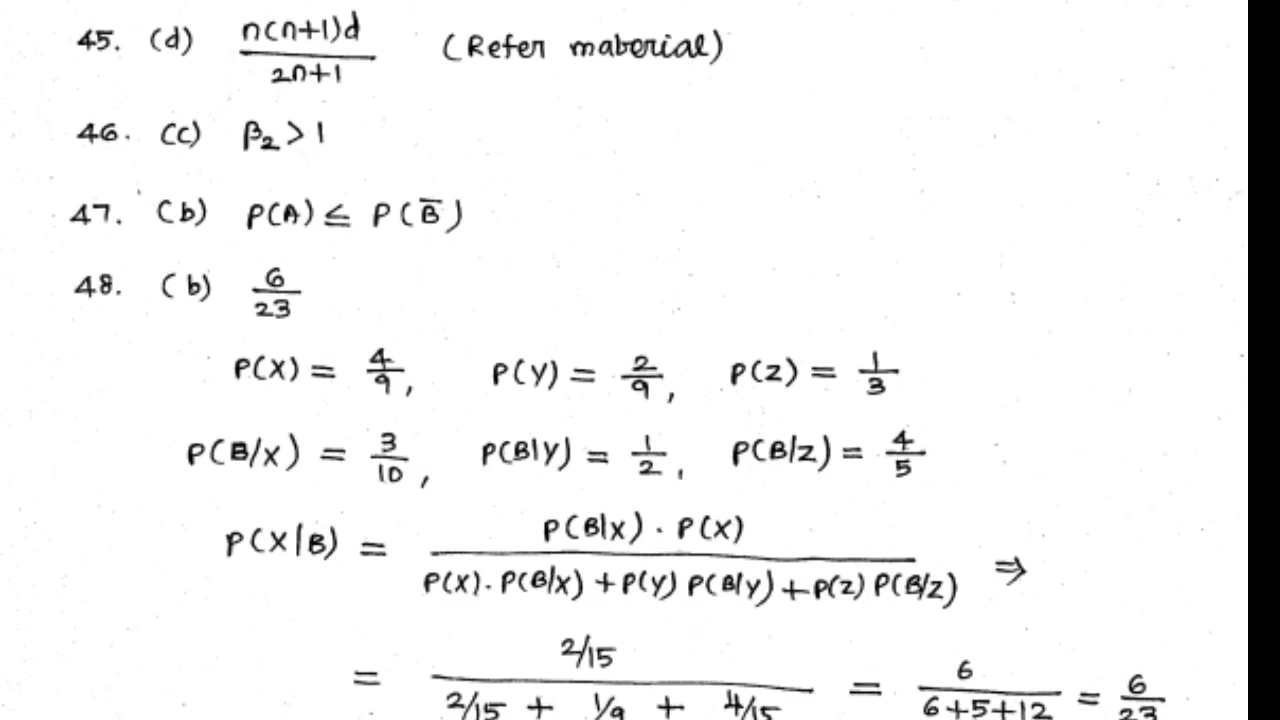 45. (d) n(n+1)d / 2n+1 (Refer maberial)
46. (c) β₂ > 1
47. (b) P(A) ≤ P(B̅)
48. (b) 6/23
P(X) = 4/9, P(Y) = 2/9, P(Z) = 1/3
P(B/X) = 3/10, P(B|Y) = 1/2, P(B/Z) = 4/5
P(X|B) = P(B|X) · P(X) / P(X). P(B/X) + P(Y) P(B|Y) + P(Z) P(B/Z) ⇒
= 2/15 / 2/15 + 1/9 + 4/15 = 6 / 6+5+12 = 6/23